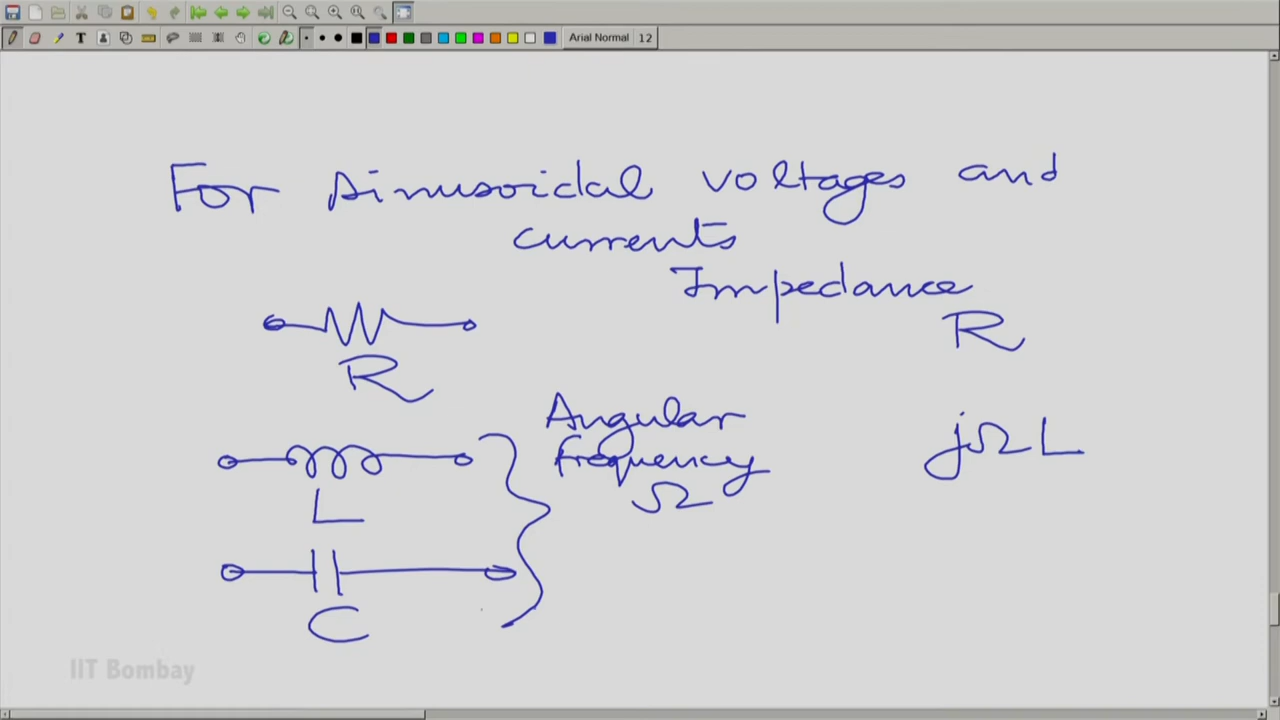 Arial Normal 12
For sinusoidal voltages and
currents
Impedance
R
R
Angular
frequency
Ω
jΩL
L
C
IIT Bombay